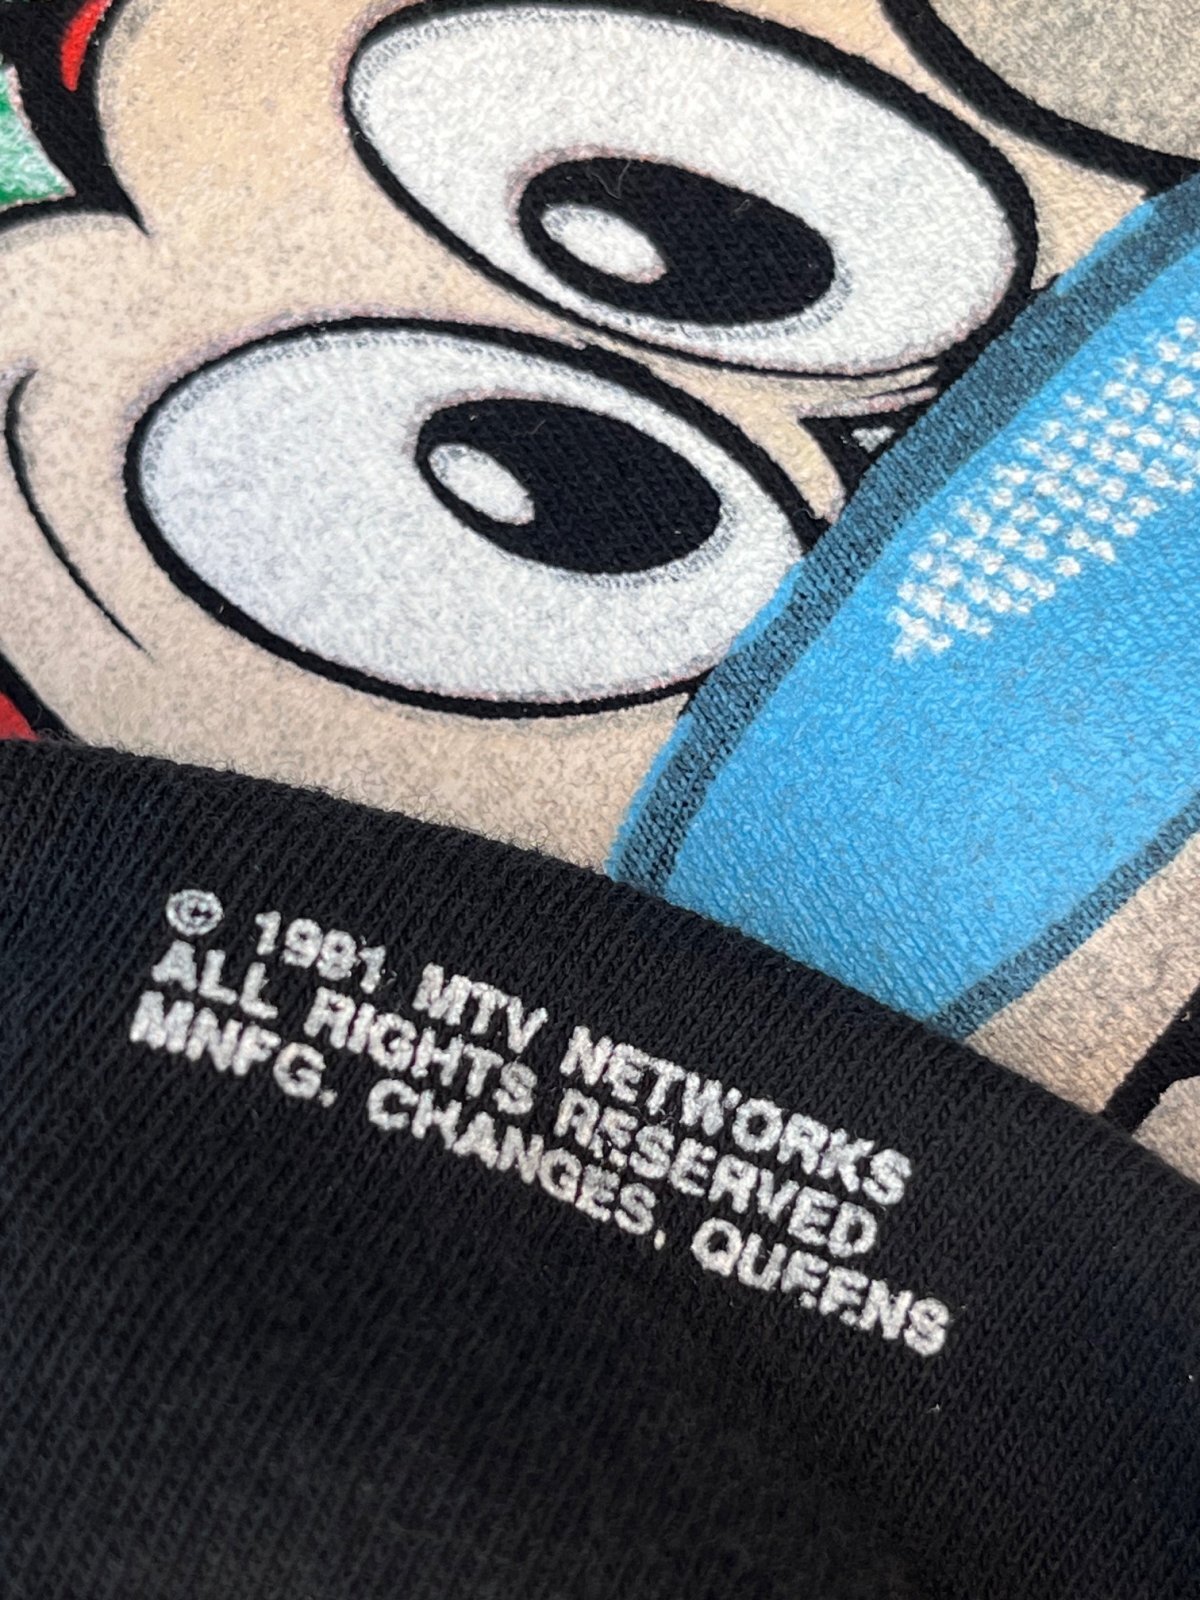 © 1991 MTV NETWORKS
ALL RIGHTS RESERVED
MNFG. CHANGES, QUEENS